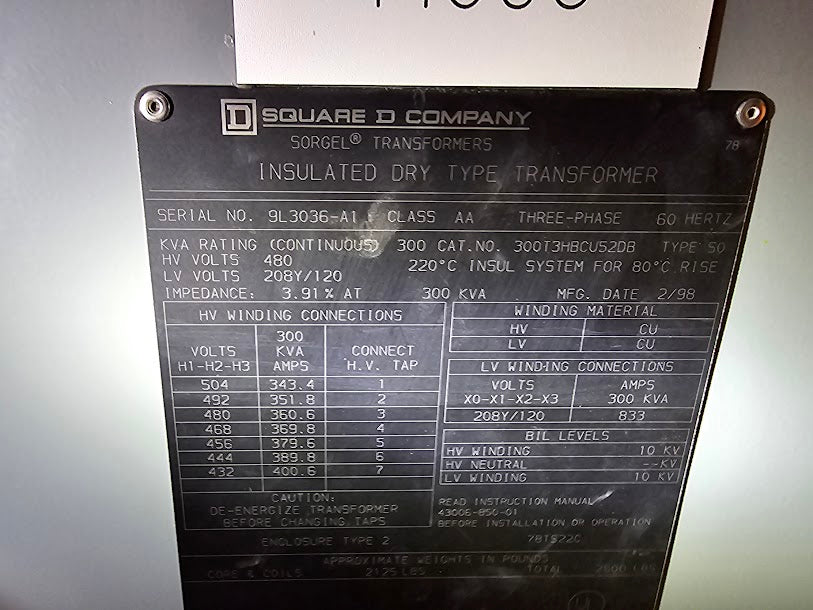 D SQUARE D COMPANY
SORGEL® TRANSFORMERS
78
INSULATED DRY TYPE TRANSFORMER
SERIAL NO. 9L3036-A1 CLASS AA THREE-PHASE 60 HERTZ
KVA RATING (CONTINUOUS) 300 CAT.NO. 300T3HBCU52DB TYPE SO
HV VOLTS 480
LV VOLTS 208Y/120 220°C INSUL SYSTEM FOR 80°C RISE
IMPEDANCE: 3.91% AT 300 KVA MFG. DATE 2/98
HV WINDING CONNECTIONS
VOLTS H1-H2-H3 300 KVA AMPS CONNECT H.V. TAP
504 343.4 1
492 351.8 2
480 360.6 3
468 369.8 4
456 379.6 5
444 389.8 6
432 400.6 7
CAUTION:
DE-ENERGIZE TRANSFORMER
BEFORE CHANGING TAPS
WINDING MATERIAL
HV CU
LV CU
LV WINDING CONNECTIONS
VOLTS AMPS
X0-X1-X2-X3 300 KVA
208Y/120 833
BIL LEVELS
HV WINDING 10 KV
HV NEUTRAL --KV
LV WINDING 10 KV
READ INSTRUCTION MANUAL
4300E-850-01
BEFORE INSTALLATION OR OPERATION
ENCLOSURE TYPE 2 78TS22C
APPROXIMATE WEIGHTS IN POUNDS
CORE & COILS 2125 LBS TOTAL 2600 LBS
UL